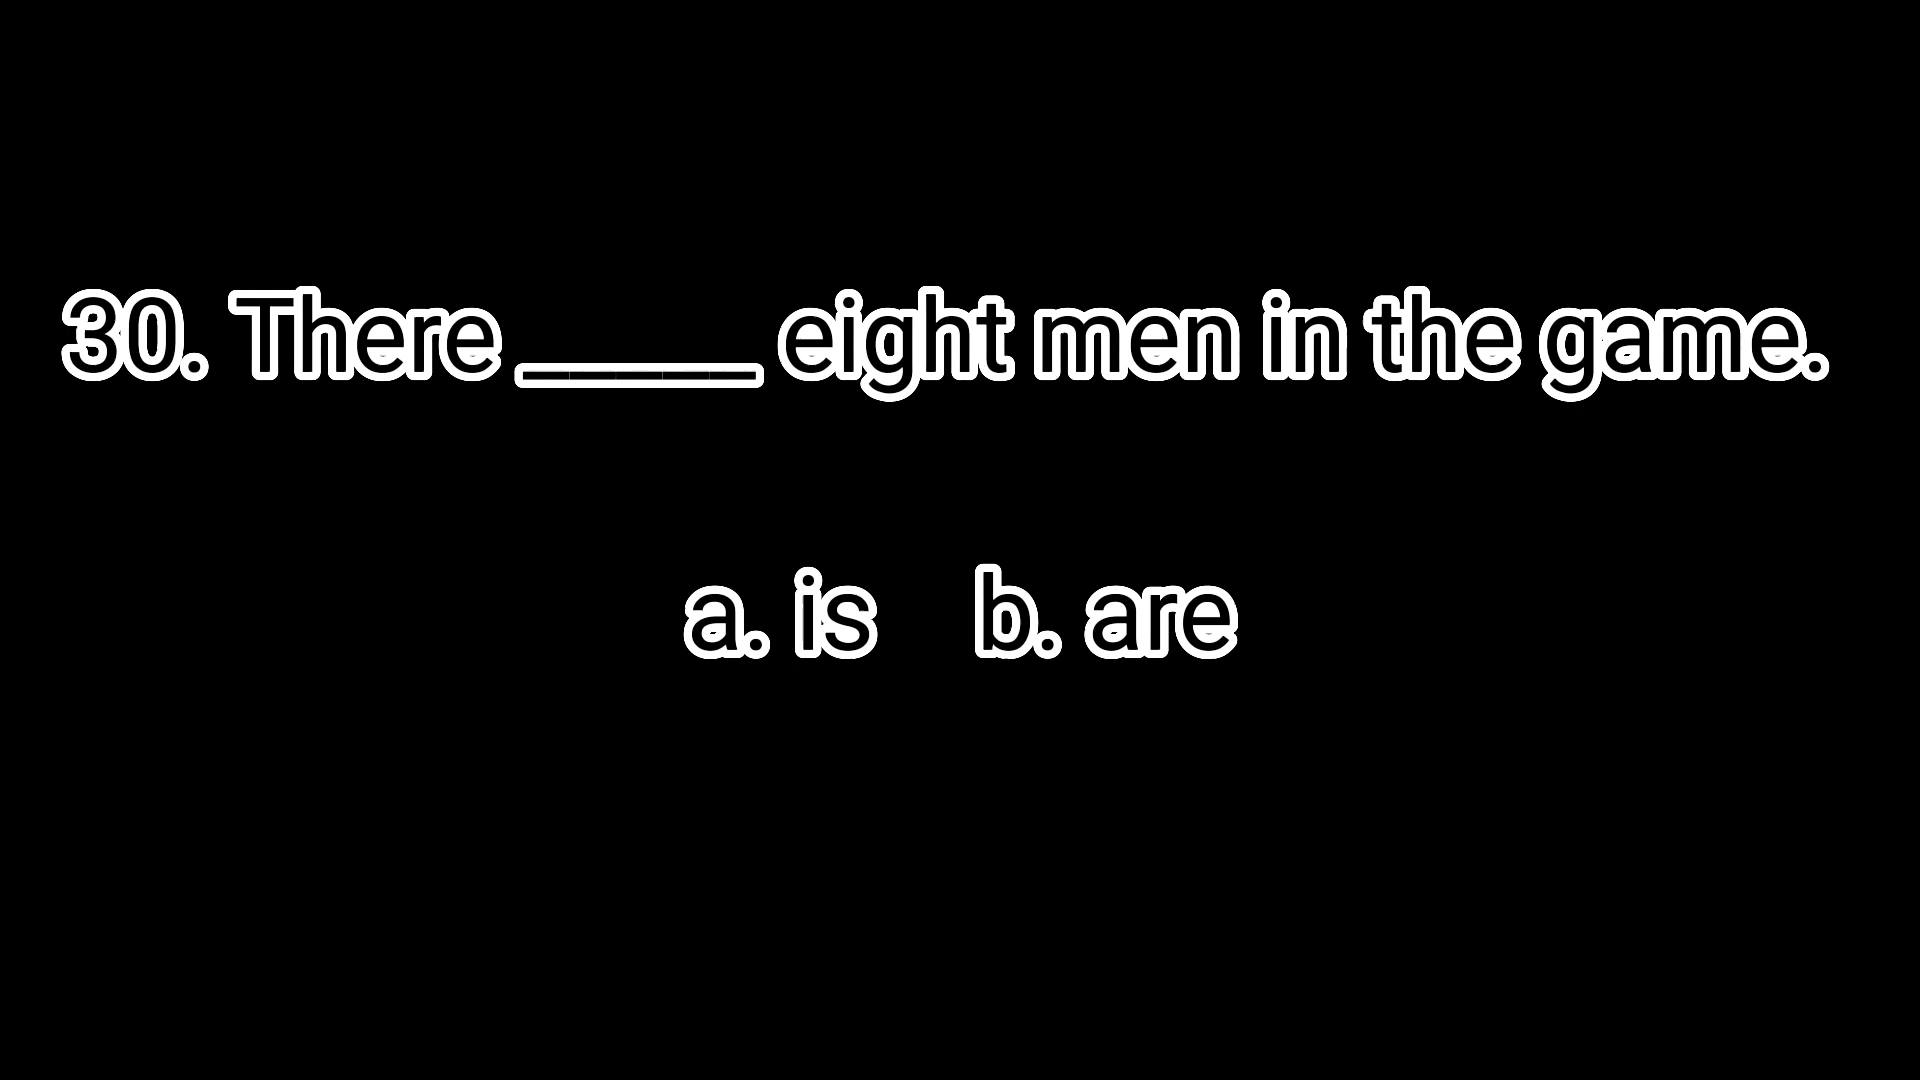 30. There _____ eight men in the game.
a. is b. are